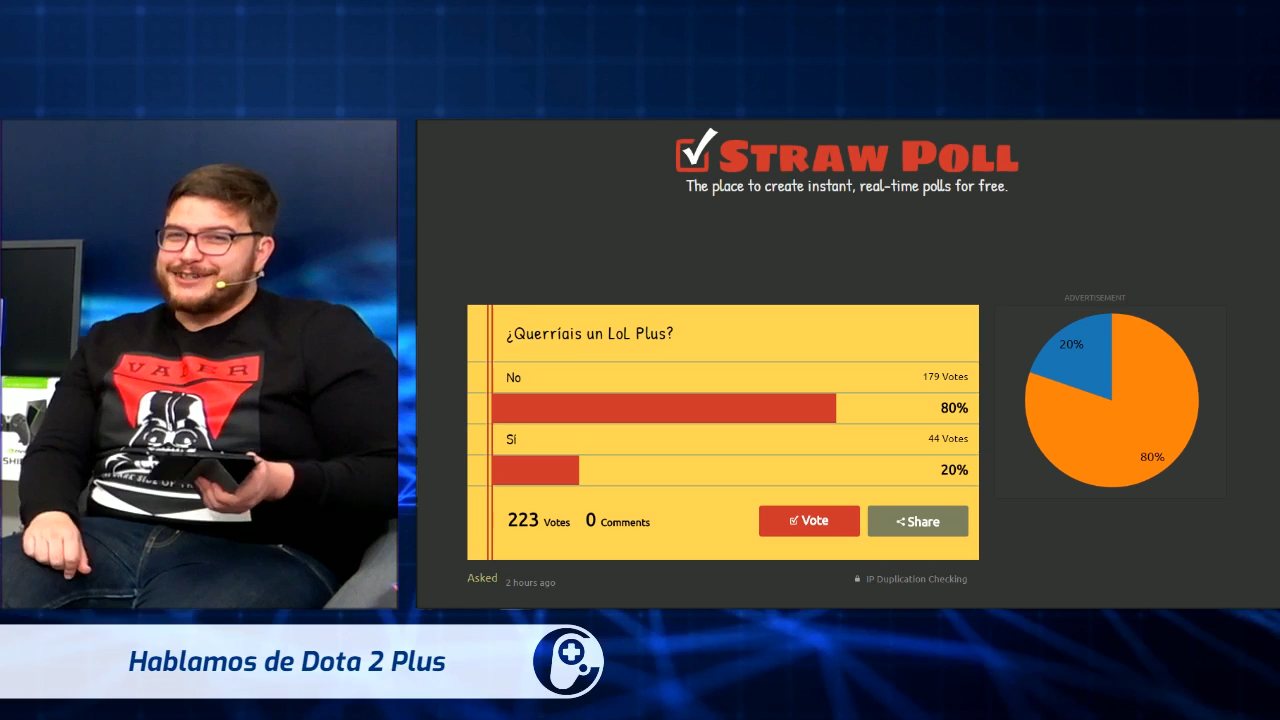 STRAW POLL
The place to create instant, real-time polls for free.
ADVERTISEMENT
¿Querríais un LoL Plus?
No 179 Votes
80%
Sí 44 Votes
20%
223 Votes 0 Comments
Vote Share
Asked 2 hours ago
IP Duplication Checking
20%
80%
VADER
Hablamos de Dota 2 Plus